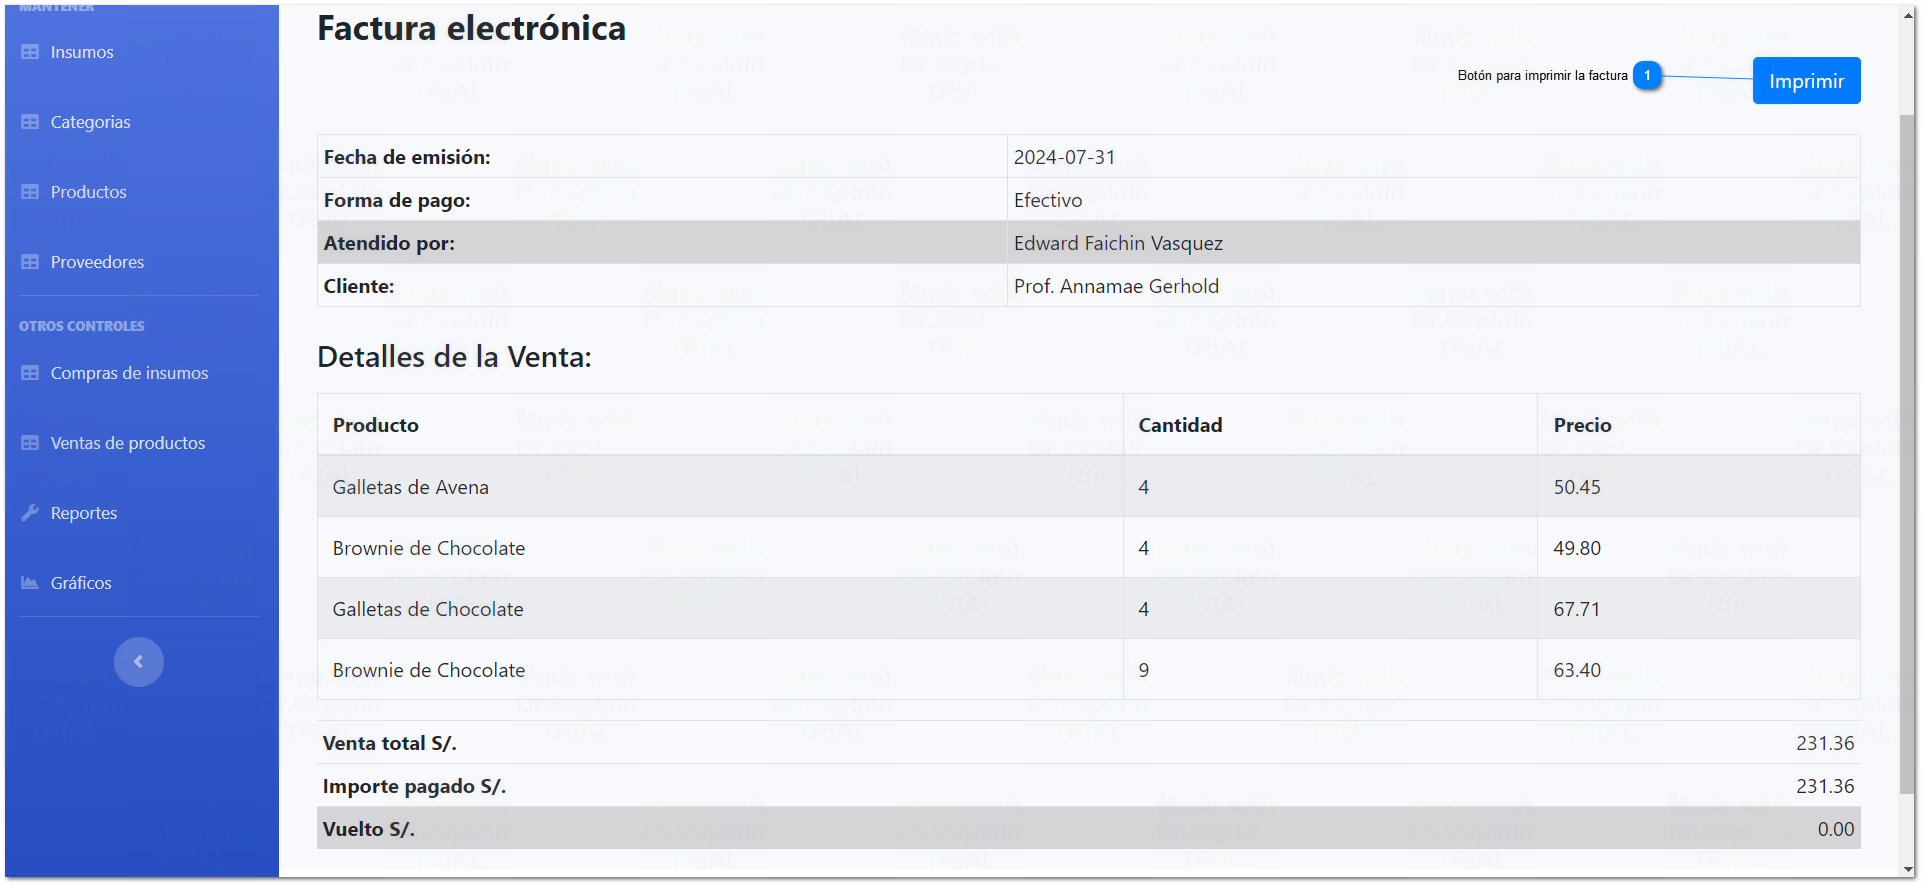 MANTENER
Insumos
Categorias
Productos
Proveedores
OTROS CONTROLES
Compras de insumos
Ventas de productos
Reportes
Gráficos
Factura electrónica
Botón para imprimir la factura 1 Imprimir
Fecha de emisión: 2024-07-31
Forma de pago: Efectivo
Atendido por: Edward Faichin Vasquez
Cliente: Prof. Annamae Gerhold
Detalles de la Venta:
Producto Cantidad Precio
Galletas de Avena 4 50.45
Brownie de Chocolate 4 49.80
Galletas de Chocolate 4 67.71
Brownie de Chocolate 9 63.40
Venta total S/. 231.36
Importe pagado S/. 231.36
Vuelto S/. 0.00
Made with
Dr.Explain
TRIAL